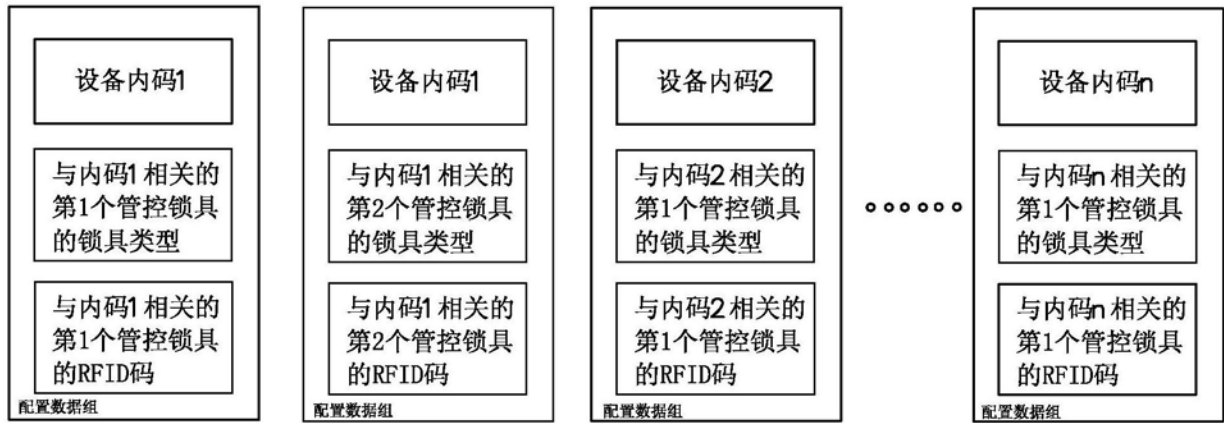 设备内码1
与内码1相关的
第1个管控锁具
的锁具类型
与内码1相关的
第1个管控锁具
的RFID码
配置数据组
设备内码1
与内码1相关的
第2个管控锁具
的锁具类型
与内码1相关的
第2个管控锁具
的RFID码
配置数据组
设备内码2
与内码2相关的
第1个管控锁具
的锁具类型
与内码2相关的
第1个管控锁具
的RFID码
配置数据组
设备内码n
与内码n相关的
第1个管控锁具
的锁具类型
与内码n相关的
第1个管控锁具
的RFID码
配置数据组